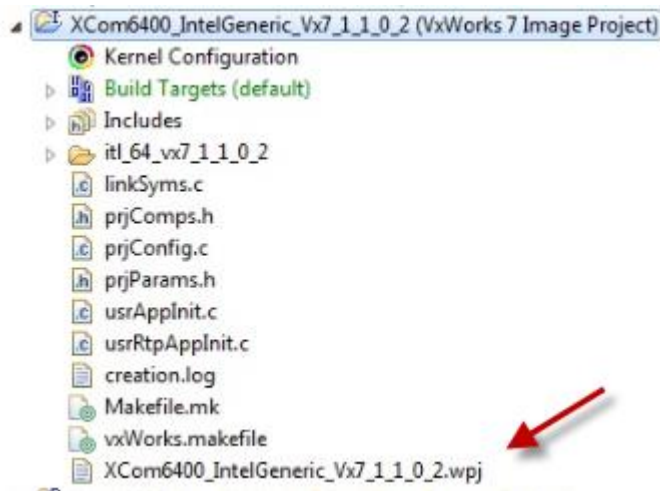 XCom6400_IntelGeneric_Vx7_1_1_0_2 (VxWorks 7 Image Project)
Kernel Configuration
Build Targets (default)
Includes
itl_64_vx7_1_1_0_2
linkSyms.c
prjComps.h
prjConfig.c
prjParams.h
usrAppInit.c
usrRtpAppInit.c
creation.log
Makefile.mk
vxWorks.makefile
XCom6400_IntelGeneric_Vx7_1_1_0_2.wpj